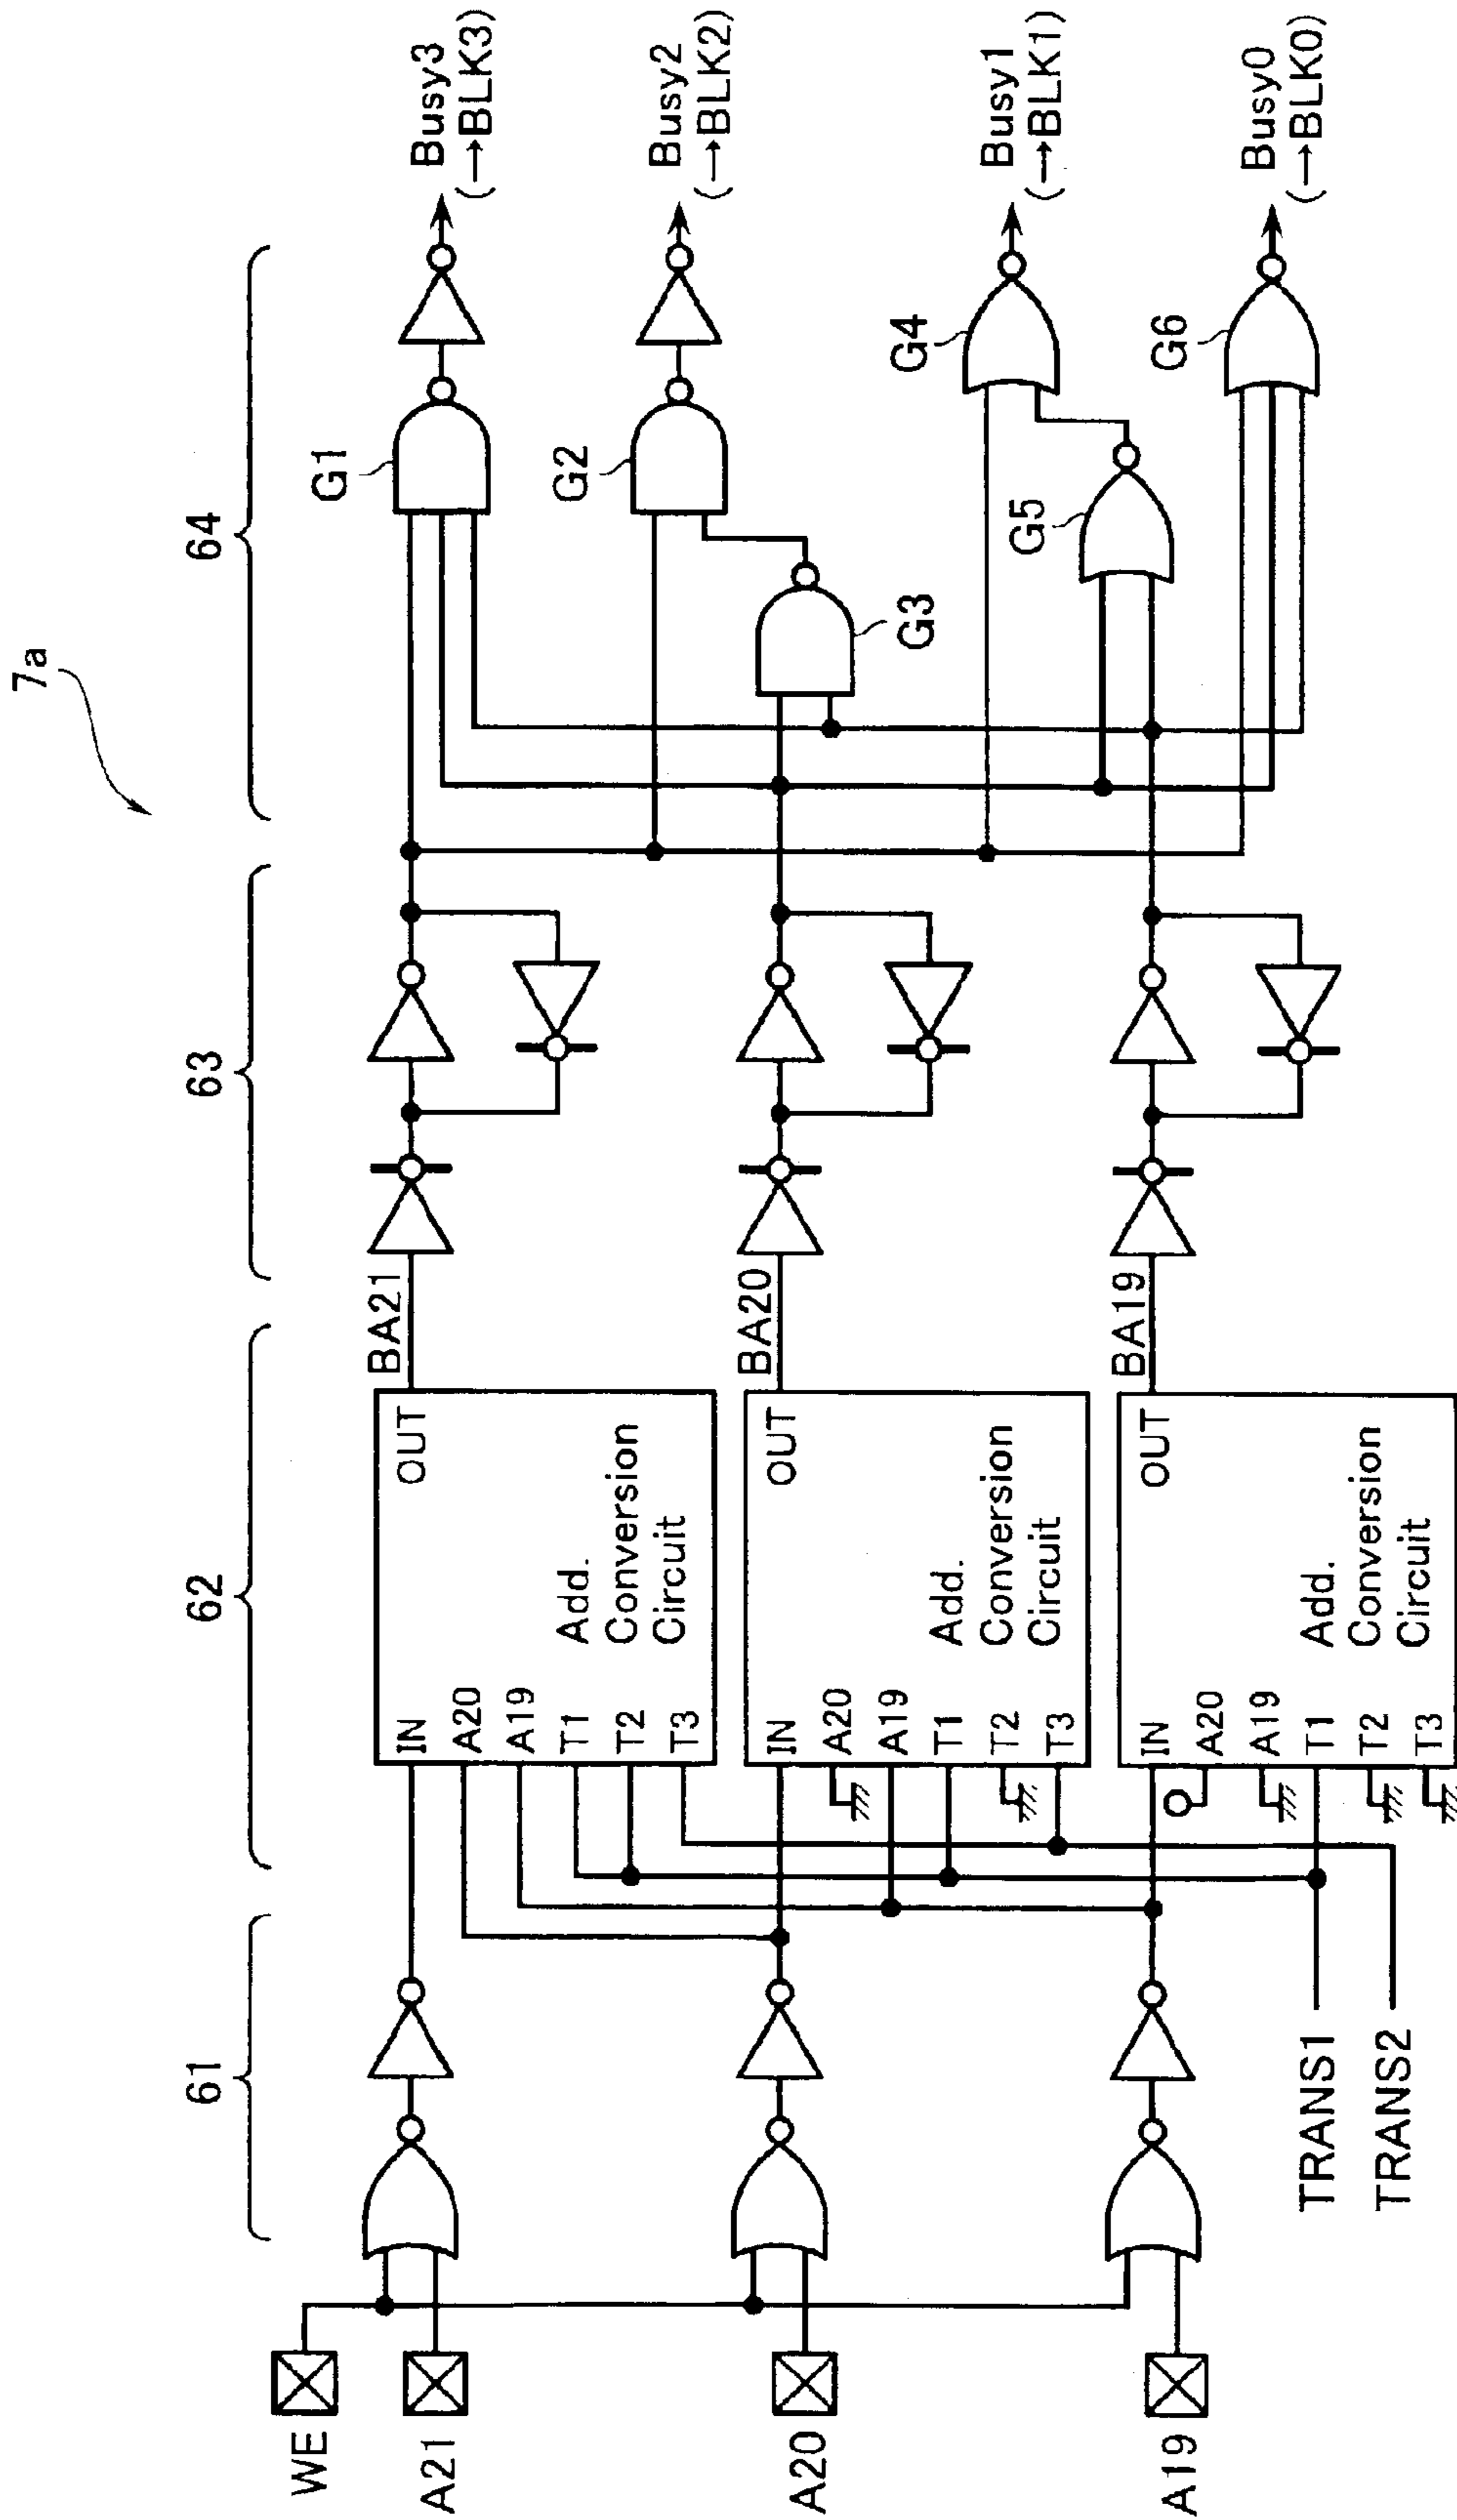 7a
61
62
63
64
WE
A21
A20
A19
TRANS1
TRANS2
IN
A20
A19
T1
T2
T3
OUT
Add.
Conversion
Circuit
BA21
IN
A20
A19
T1
T2
T3
OUT
Add.
Conversion
Circuit
BA20
IN
A20
A19
T1
T2
T3
OUT
Add.
Conversion
Circuit
BA19
G1
G2
G3
G4
G5
G6
Busy3
(→BLK3)
Busy2
(→BLK2)
Busy1
(→BLK1)
Busy0
(→BLK0)